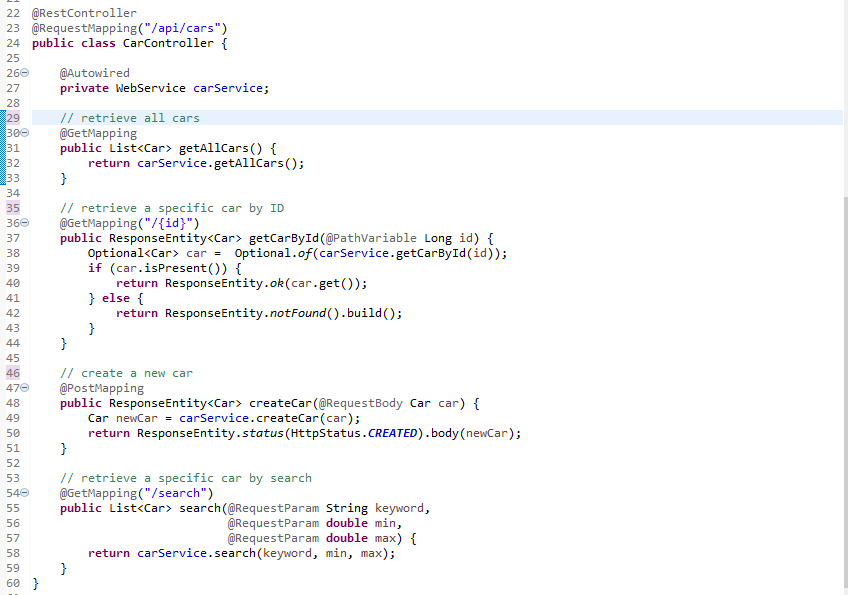 22 @RestController
23 @RequestMapping("/api/cars")
24 public class CarController {
25
26 @Autowired
27 private WebService carService;
28
29 // retrieve all cars
30 @GetMapping
31 public List<Car> getAllCars() {
32 return carService.getAllCars();
33 }
34
35 // retrieve a specific car by ID
36 @GetMapping("/{id}")
37 public ResponseEntity<Car> getCarById(@PathVariable Long id) {
38 Optional<Car> car =  Optional.of(carService.getCarById(id));
39 if (car.isPresent()) {
40 return ResponseEntity.ok(car.get());
41 } else {
42 return ResponseEntity.notFound().build();
43 }
44 }
45
46 // create a new car
47 @PostMapping
48 public ResponseEntity<Car> createCar(@RequestBody Car car) {
49 Car newCar = carService.createCar(car);
50 return ResponseEntity.status(HttpStatus.CREATED).body(newCar);
51 }
52
53 // retrieve a specific car by search
54 @GetMapping("/search")
55 public List<Car> search(@RequestParam String keyword,
56 @RequestParam double min,
57 @RequestParam double max) {
58 return carService.search(keyword, min, max);
59 }
60 }